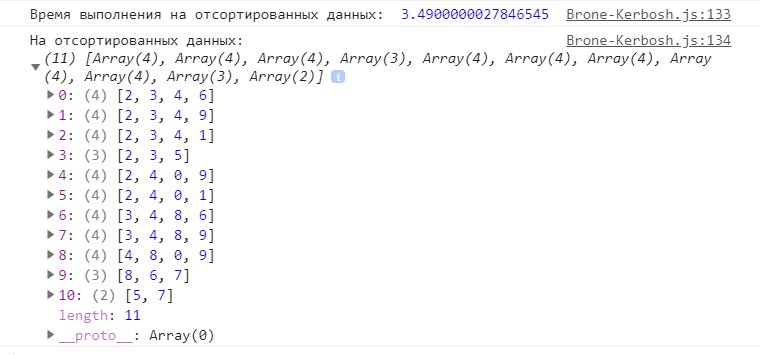 Время выполнения на отсортированных данных: 3.4900000027846545 Brone-Kerbosh.js:133
На отсортированных данных: Brone-Kerbosh.js:134
(11) [Array(4), Array(4), Array(4), Array(3), Array(4), Array(4), Array(4), Array
(4), Array(4), Array(3), Array(2)] i
0: (4) [2, 3, 4, 6]
1: (4) [2, 3, 4, 9]
2: (4) [2, 3, 4, 1]
3: (3) [2, 3, 5]
4: (4) [2, 4, 0, 9]
5: (4) [2, 4, 0, 1]
6: (4) [3, 4, 8, 6]
7: (4) [3, 4, 8, 9]
8: (4) [4, 8, 0, 9]
9: (3) [8, 6, 7]
10: (2) [5, 7]
length: 11
__proto__: Array(0)